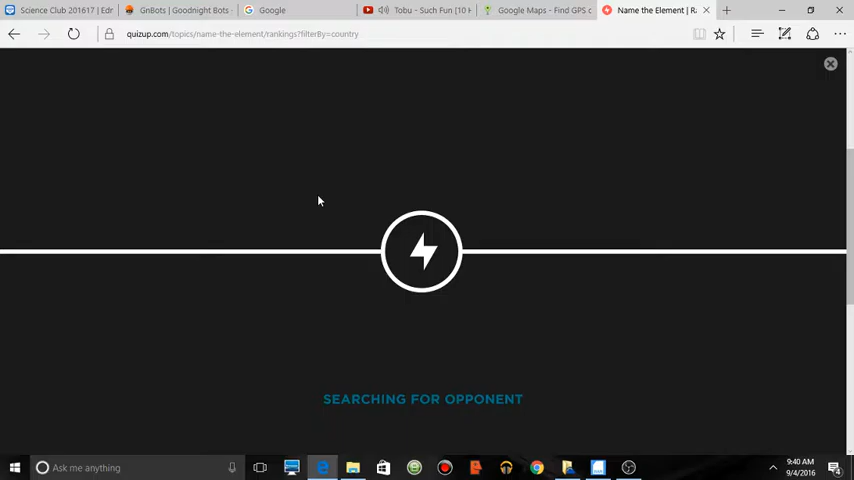 Science Club 201617 | Edr
GnBots | Goodnight Bots -
Google
Tobu - Such Fun [10 K
Google Maps - Find GPS c
Name the Element | Ra
quizup.com/topics/name-the-element/rankings?filterBy=country
SEARCHING FOR OPPONENT
Ask me anything
9:40 AM
9/4/2016
4